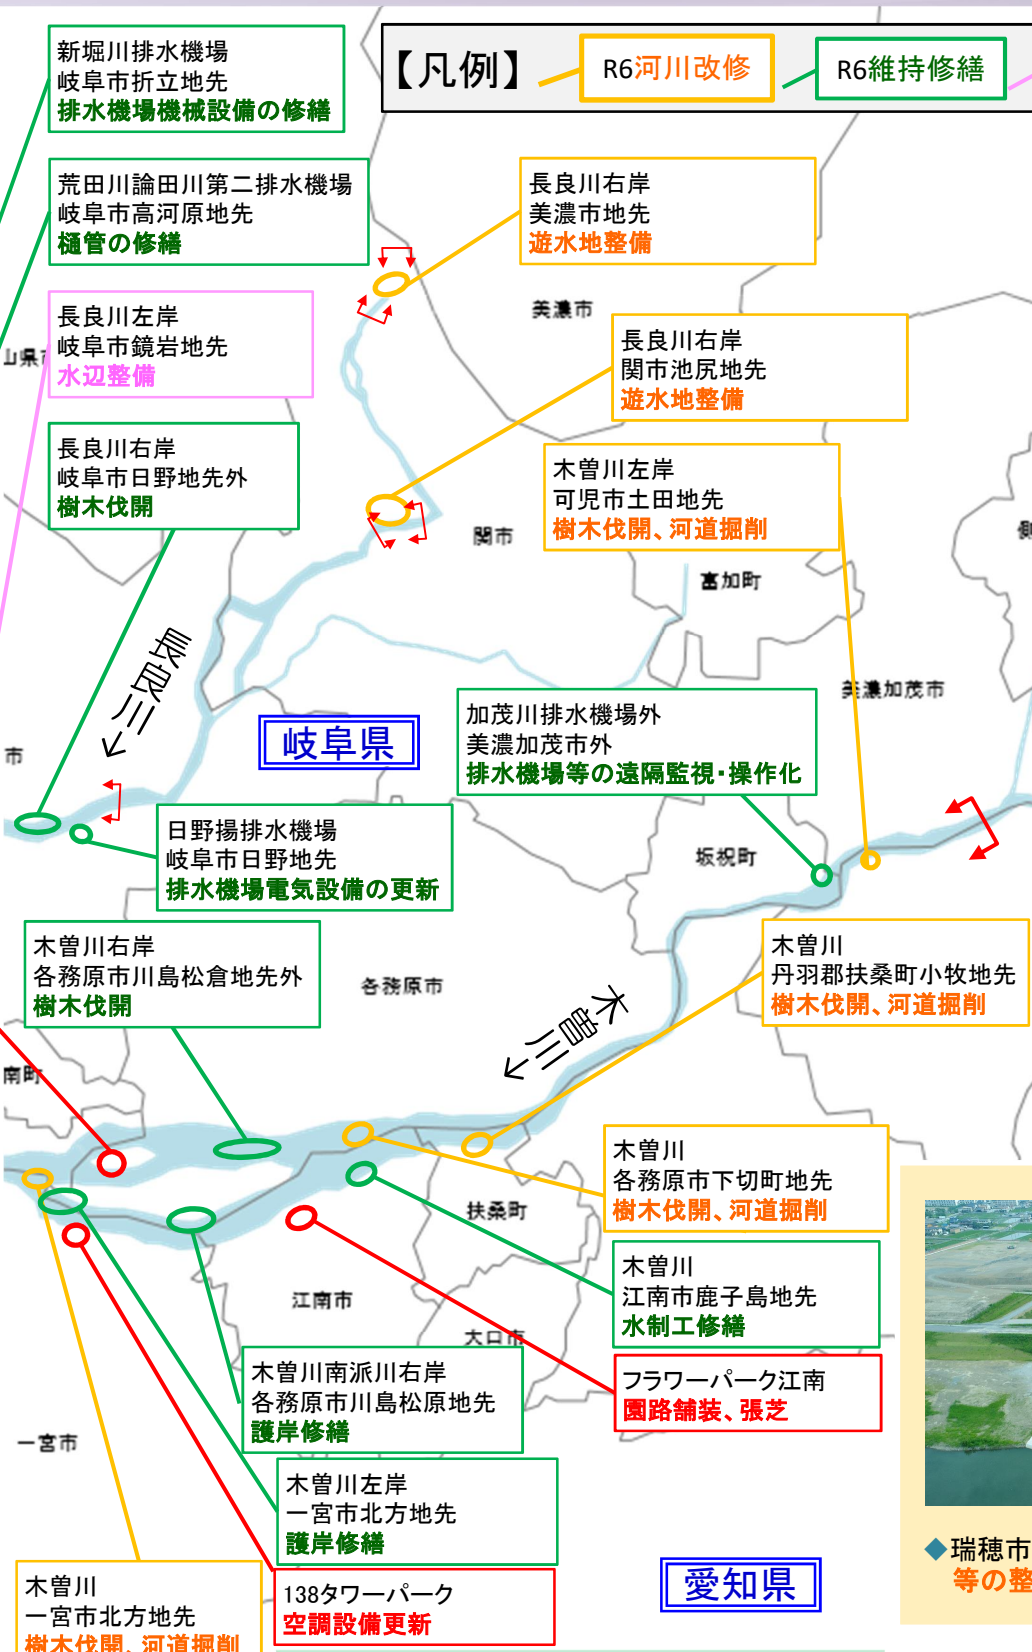 【凡例】
R6河川改修
R6維持修繕
新堀川排水機場
岐阜市折立地先
排水機場機械設備の修繕
荒田川論田川第二排水機場
岐阜市高河原地先
樋管の修繕
長良川右岸
美濃市地先
遊水地整備
美濃市
長良川左岸
岐阜市鏡岩地先
水辺整備
山県市
長良川右岸
関市池尻地先
遊水地整備
長良川右岸
岐阜市日野地先外
樹木伐開
木曽川左岸
可児市土田地先
樹木伐開、河道掘削
関市
富加町
長良川
美濃加茂市
岐阜県
市
加茂川排水機場外
美濃加茂市外
排水機場等の遠隔監視・操作化
日野揚排水機場
岐阜市日野地先
排水機場電気設備の更新
坂祝町
木曽川右岸
各務原市川島松倉地先外
樹木伐開
各務原市
木曽川
丹羽郡扶桑町小牧地先
樹木伐開、河道掘削
木曽川
南町
木曽川
各務原市下切町地先
樹木伐開、河道掘削
扶桑町
木曽川
江南市鹿子島地先
水制工修繕
江南市
大口市
木曽川南派川右岸
各務原市川島松原地先
護岸修繕
フラワーパーク江南
園路舗装、張芝
一宮市
木曽川左岸
一宮市北方地先
護岸修繕
木曽川
一宮市北方地先
樹木伐開、河道掘削
138タワーパーク
空調設備更新
愛知県
◆瑞穂市
等の整